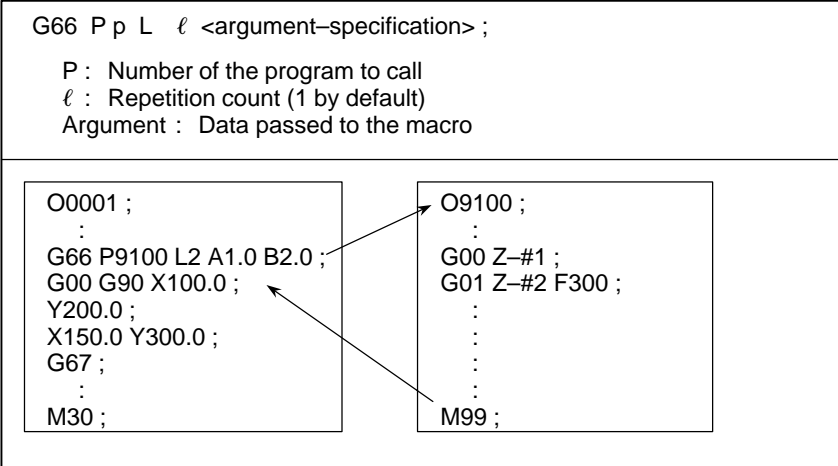 G66 P p L ℓ <argument–specification> ;
P : Number of the program to call
ℓ : Repetition count (1 by default)
Argument : Data passed to the macro
O0001 ;
:
G66 P9100 L2 A1.0 B2.0 ;
G00 G90 X100.0 ;
Y200.0 ;
X150.0 Y300.0 ;
G67 ;
:
M30 ;
O9100 ;
:
G00 Z–#1 ;
G01 Z–#2 F300 ;
:
:
:
:
M99 ;